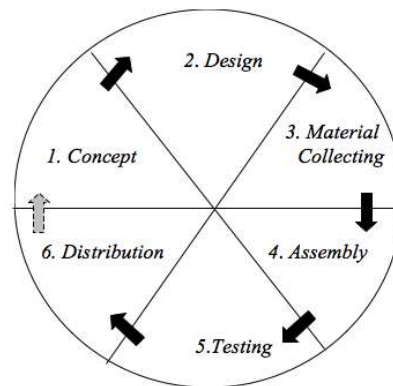 2. Design
3. Material
Collecting
1. Concept
6. Distribution
4. Assembly
5.Testing